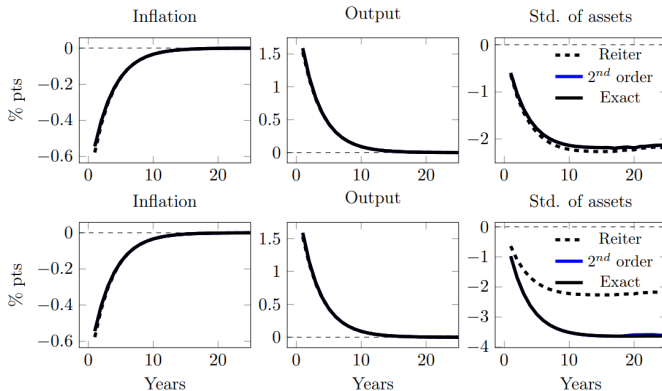 Inflation
Output
Std. of assets
% pts
0
−0.2
−0.4
−0.6
0
10
20
1.5
1
0.5
0
0
10
20
0
−1
−2
0
10
20
Reiter
2nd order
Exact
Inflation
Output
Std. of assets
% pts
0
−0.2
−0.4
−0.6
0
10
20
Years
1.5
1
0.5
0
0
10
20
Years
0
−1
−2
−3
−4
0
10
20
Years
Reiter
2nd order
Exact